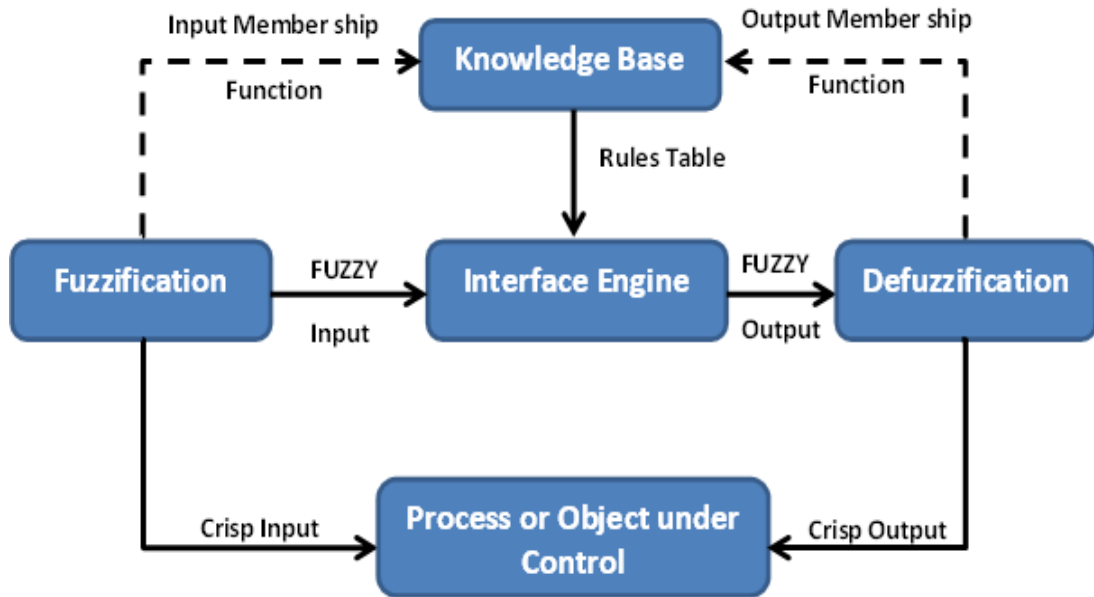 Input Member ship
Function
Knowledge Base
Output Member ship
Function
Rules Table
Fuzzification
FUZZY
Input
Interface Engine
FUZZY
Output
Defuzzification
Crisp Input
Process or Object under
Control
Crisp Output